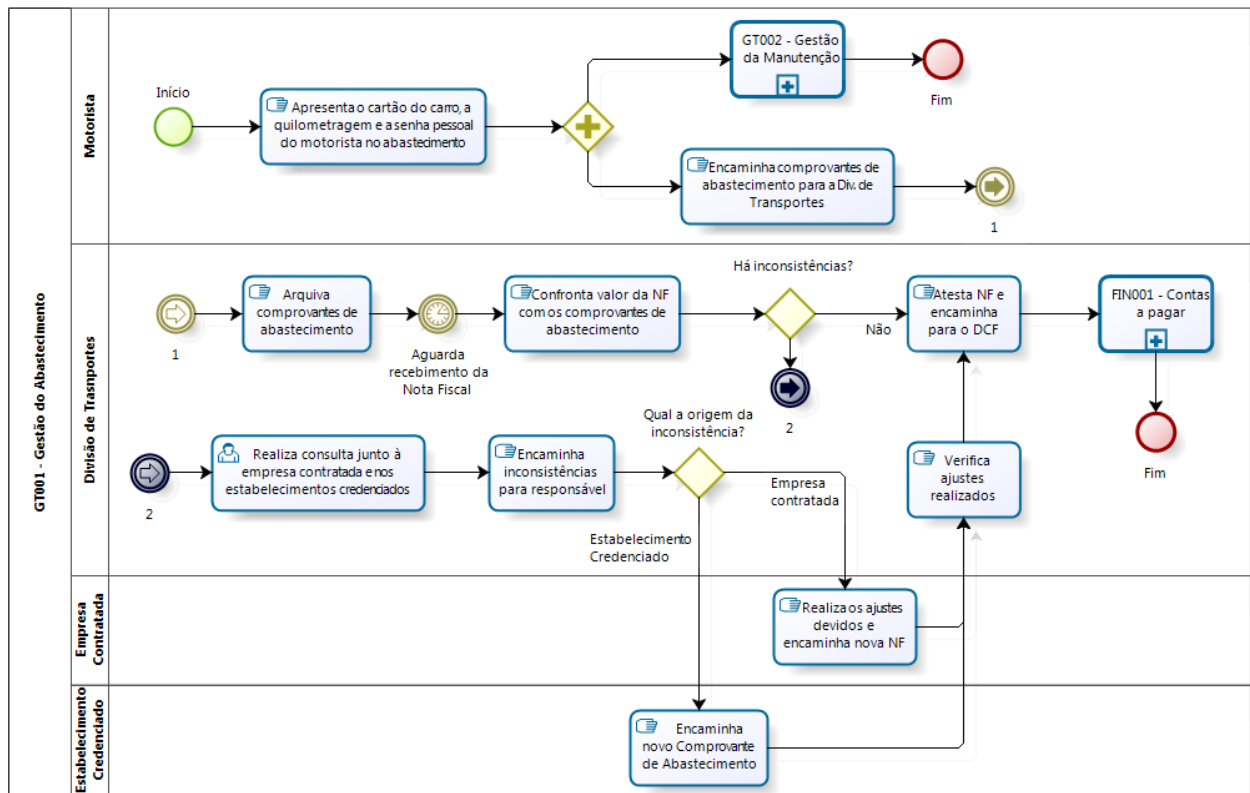 GT001 - Gestão do Abastecimento
Motorista
Início
Apresenta o cartão do carro, a
quilometragem e a senha pessoal
do motorista no abastecimento
GT002 - Gestão
da Manutenção
Fim
Encaminha comprovantes de
abastecimento para a Div. de
Transportes
1
Divisão de Trasnportes
1
Arquiva
comprovantes de
abastecimento
Aguarda
recebimento da
Nota Fiscal
Confronta valor da NF
com os comprovantes de
abastecimento
Há inconsistências?
Não
2
Atesta NF e
encaminha
para o DCF
FIN001 - Contas
a pagar
Fim
2
Realiza consulta junto à
empresa contratada e nos
estabelecimentos credenciados
Encaminha
inconsistências
para responsável
Qual a origem da
inconsistência?
Empresa
contratada
Estabelecimento
Credenciado
Verifica
ajustes
realizados
Empresa
Contratada
Realiza os ajustes
devidos e
encaminha nova NF
Estabelecimento
Credenciado
Encaminha
novo Comprovante
de Abastecimento